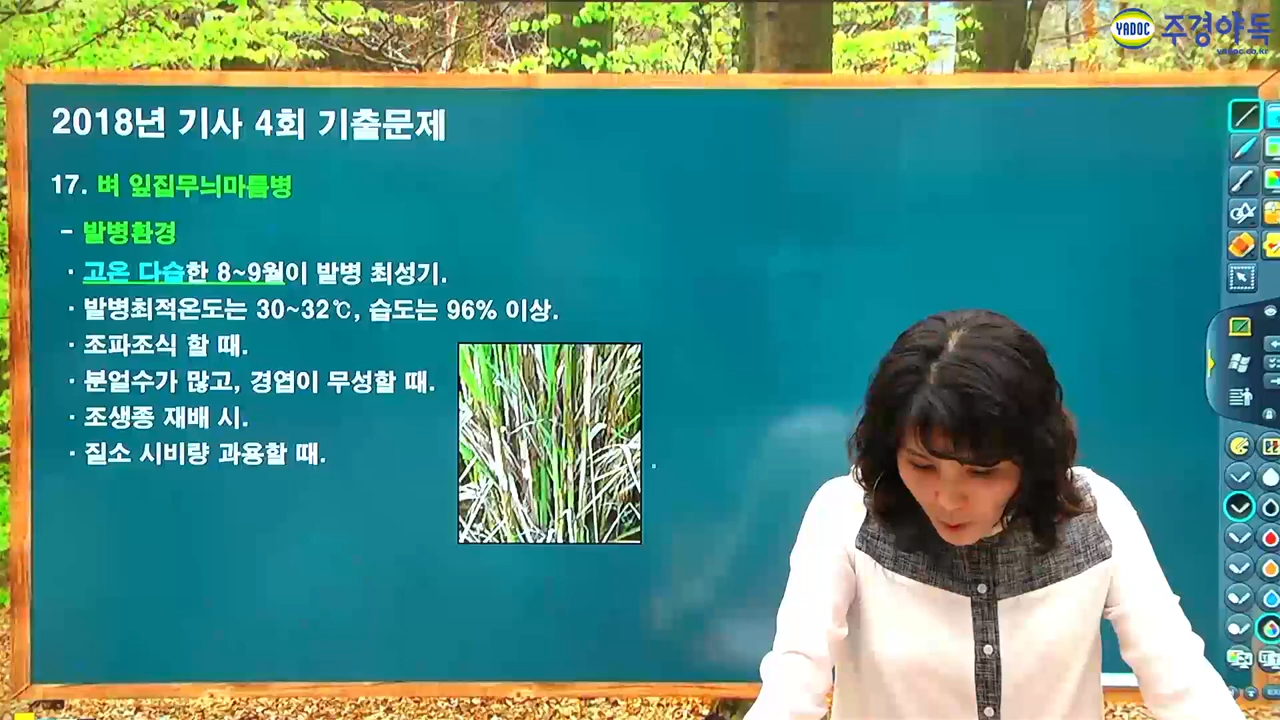 YADOC 주경야독
yadoc.co.kr
2018년 기사 4회 기출문제
17. 벼 잎집무늬마름병
- 발병환경
· 고온 다습한 8~9월이 발병 최성기.
· 발병최적온도는 30~32℃, 습도는 96% 이상.
· 조파조식 할 때.
· 분얼수가 많고, 경엽이 무성할 때.
· 조생종 재배 시.
· 질소 시비량 과용할 때.